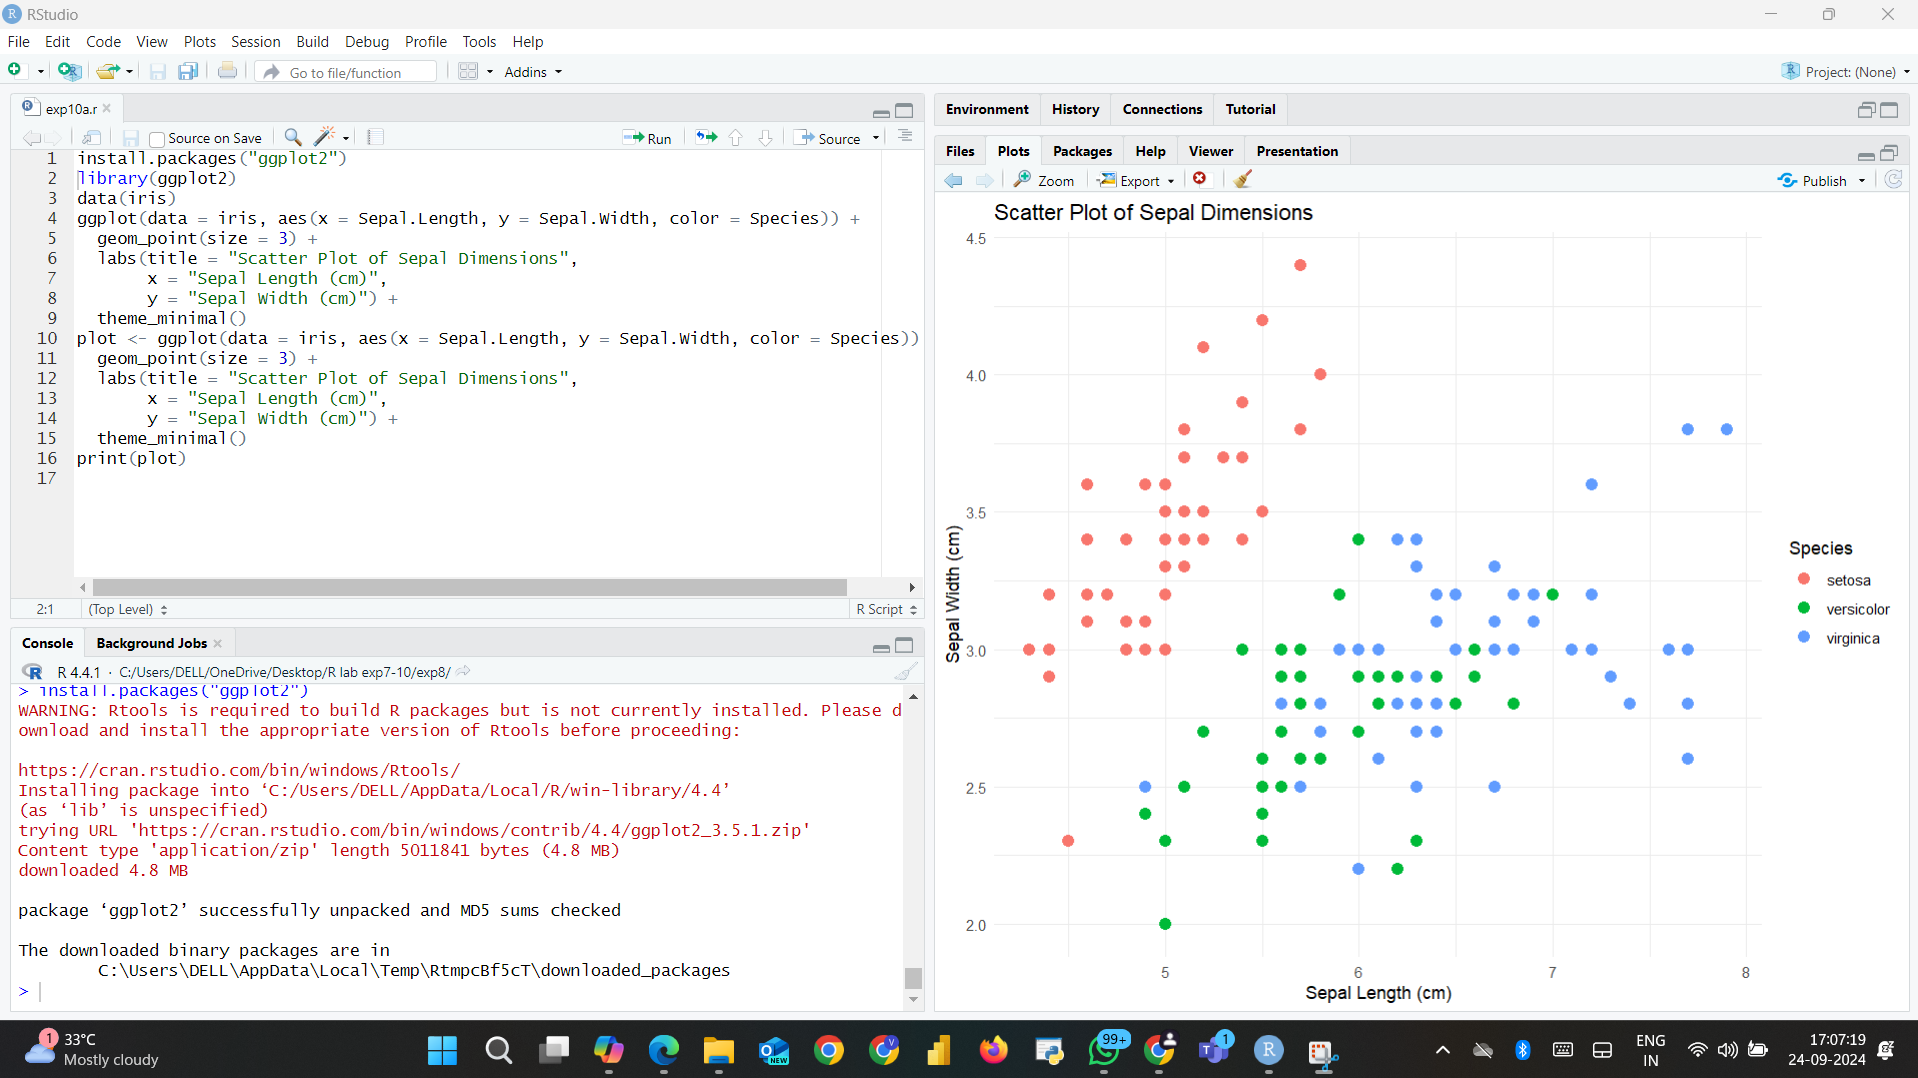 RStudio
File Edit Code View Plots Session Build Debug Profile Tools Help
Go to file/function
Addins
Project: (None)
exp10a.r
Source on Save
Run
Source
1 install.packages("ggplot2")
2 library(ggplot2)
3 data(iris)
4 ggplot(data = iris, aes(x = Sepal.Length, y = Sepal.Width, color = Species)) +
5 geom_point(size = 3) +
6 labs(title = "Scatter Plot of Sepal Dimensions",
7 x = "Sepal Length (cm)",
8 y = "Sepal Width (cm)") +
9 theme_minimal()
10 plot <- ggplot(data = iris, aes(x = Sepal.Length, y = Sepal.Width, color = Species))
11 geom_point(size = 3) +
12 labs(title = "Scatter Plot of Sepal Dimensions",
13 x = "Sepal Length (cm)",
14 y = "Sepal Width (cm)") +
15 theme_minimal()
16 print(plot)
17
2:1 (Top Level) R Script
Console Background Jobs
R 4.4.1 · C:/Users/DELL/OneDrive/Desktop/R lab exp7-10/exp8/
> install.packages("ggplot2")
WARNING: Rtools is required to build R packages but is not currently installed. Please d
ownload and install the appropriate version of Rtools before proceeding:
https://cran.rstudio.com/bin/windows/Rtools/
Installing package into ‘C:/Users/DELL/AppData/Local/R/win-library/4.4’
(as ‘lib’ is unspecified)
trying URL 'https://cran.rstudio.com/bin/windows/contrib/4.4/ggplot2_3.5.1.zip'
Content type 'application/zip' length 5011841 bytes (4.8 MB)
downloaded 4.8 MB
package ‘ggplot2’ successfully unpacked and MD5 sums checked
The downloaded binary packages are in
C:\Users\DELL\AppData\Local\Temp\RtmpcBf5cT\downloaded_packages
>
Environment History Connections Tutorial
Files Plots Packages Help Viewer Presentation
Zoom Export Publish
Scatter Plot of Sepal Dimensions
4.5
4.0
3.5
3.0
2.5
2.0
Sepal Width (cm)
5 6 7 8
Sepal Length (cm)
Species
setosa
versicolor
virginica
1
33°C
Mostly cloudy
NEW
V
99+
1
ENG
IN
17:07:19
24-09-2024